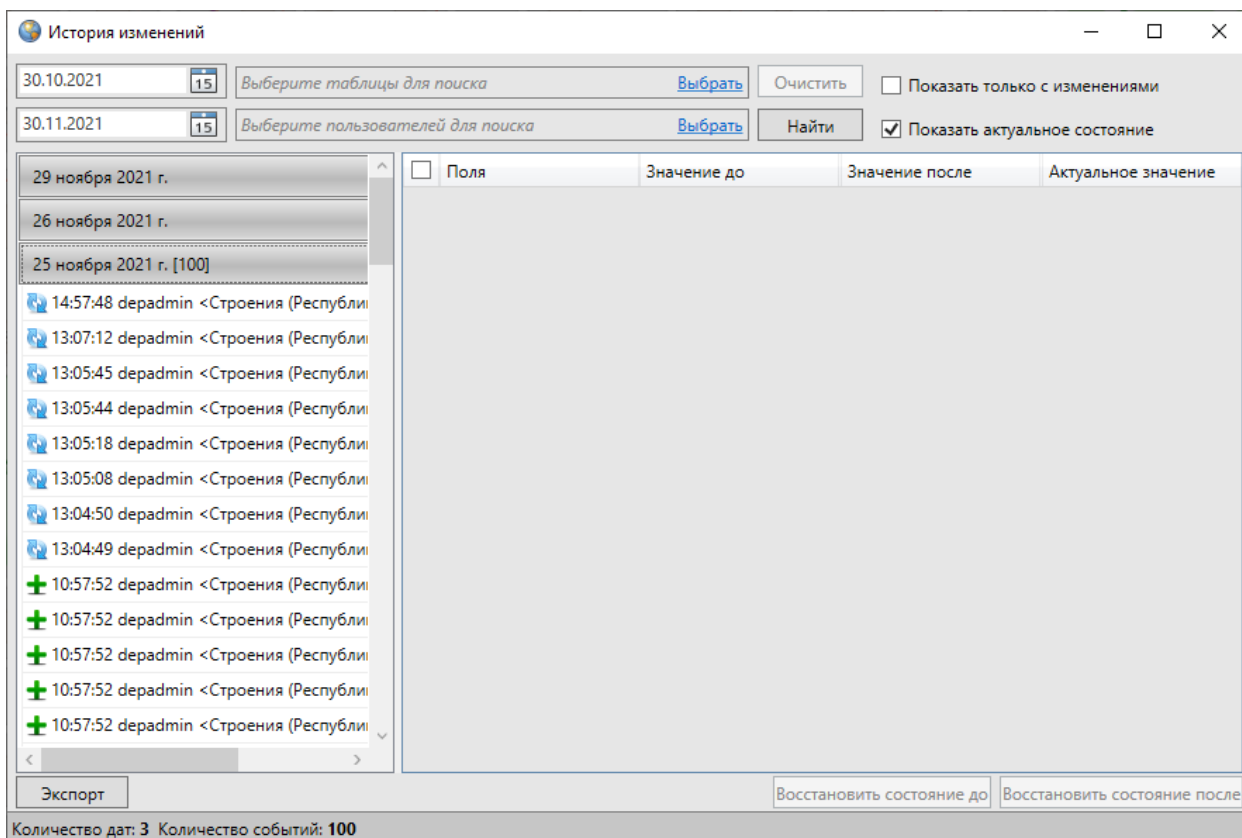 История изменений
30.10.2021 15 Выберите таблицы для поиска Выбрать Очистить Показать только с изменениями
30.11.2021 15 Выберите пользователей для поиска Выбрать Найти Показать актуальное состояние
29 ноября 2021 г.
26 ноября 2021 г.
25 ноября 2021 г. [100]
14:57:48 depadmin <Строения (Республи
13:07:12 depadmin <Строения (Республи
13:05:45 depadmin <Строения (Республи
13:05:44 depadmin <Строения (Республи
13:05:18 depadmin <Строения (Республи
13:05:08 depadmin <Строения (Республи
13:04:50 depadmin <Строения (Республи
13:04:49 depadmin <Строения (Республи
10:57:52 depadmin <Строения (Республи
10:57:52 depadmin <Строения (Республи
10:57:52 depadmin <Строения (Республи
10:57:52 depadmin <Строения (Республи
10:57:52 depadmin <Строения (Республи
Поля Значение до Значение после Актуальное значение
Экспорт Восстановить состояние до Восстановить состояние после
Количество дат: 3 Количество событий: 100